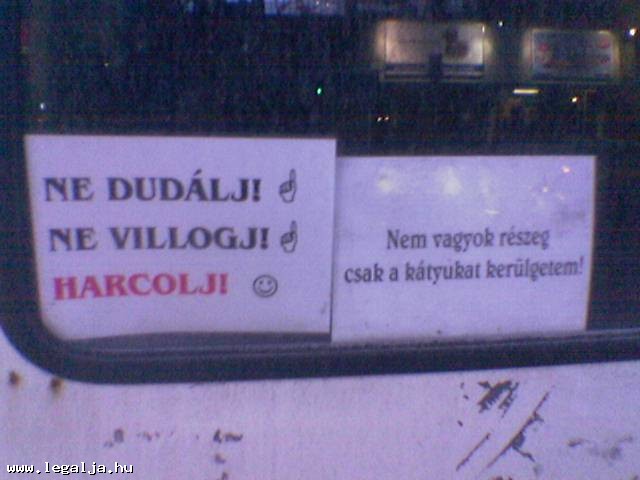 NE DUDÁLJ! ☝
NE VILLOGJ! ☝
HARCOLJ! ☺
Nem vagyok részeg
csak a kátyukat kerülgetem!
www.legalja.hu